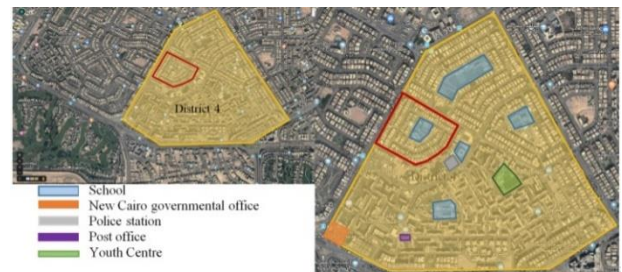 District 4
School
New Cairo governmental office
Police station
Post office
Youth Centre